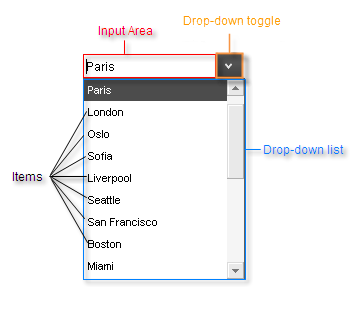 Drop-down toggle
Input Area
Paris
Paris
London
Oslo
Sofia
Drop-down list
Items
Liverpool
Seattle
San Francisco
Boston
Miami